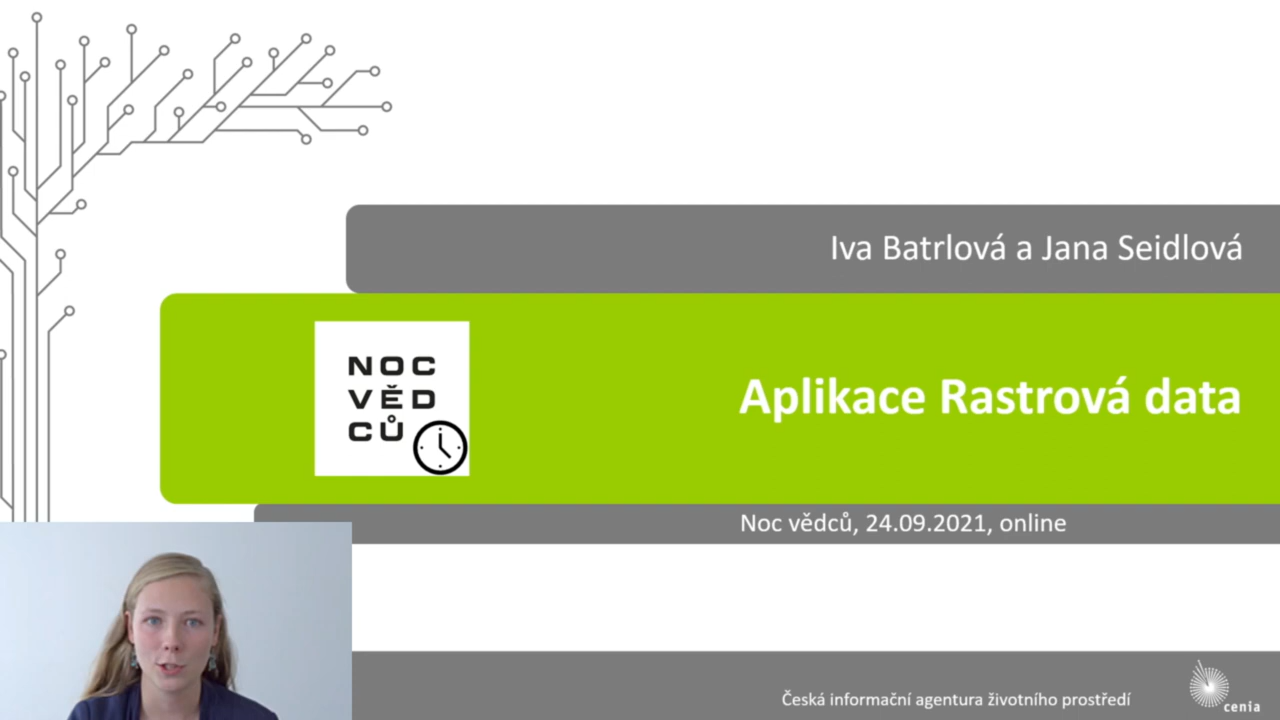 Iva Batrlová a Jana Seidlová
NOC
VĚD
CŮ
Aplikace Rastrová data
Noc vědců, 24.09.2021, online
Česká informační agentura životního prostředí
cenia